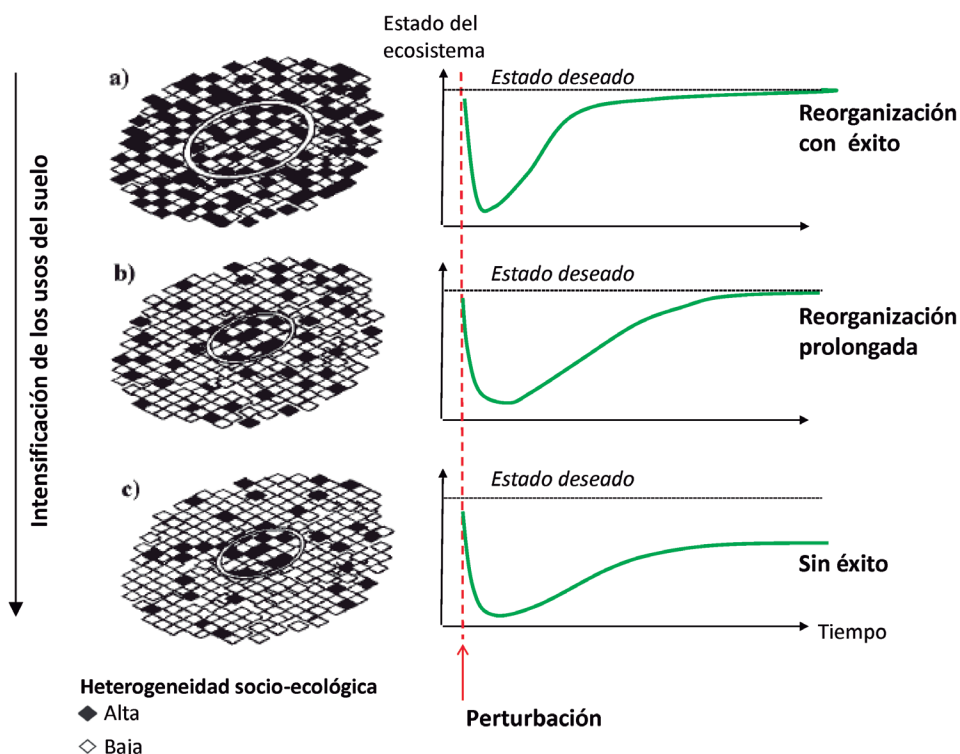 Estado del
ecosistema
Intensificación de los usos del suelo
a)
Estado deseado
Reorganización
con éxito
b)
Estado deseado
Reorganización
prolongada
c)
Estado deseado
Sin éxito
Tiempo
Heterogeneidad socio-ecológica
Alta
Baja
Perturbación